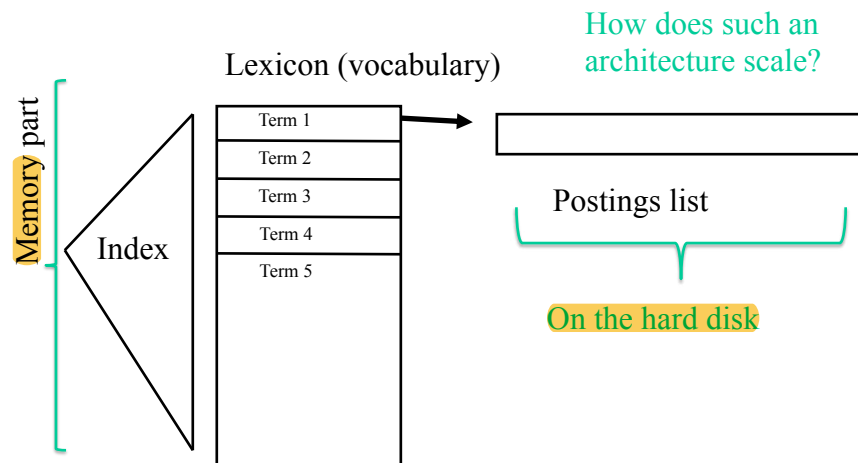 How does such an
architecture scale?
Lexicon (vocabulary)
Memory part
Index
Term 1
Term 2
Term 3
Term 4
Term 5
Postings list
On the hard disk